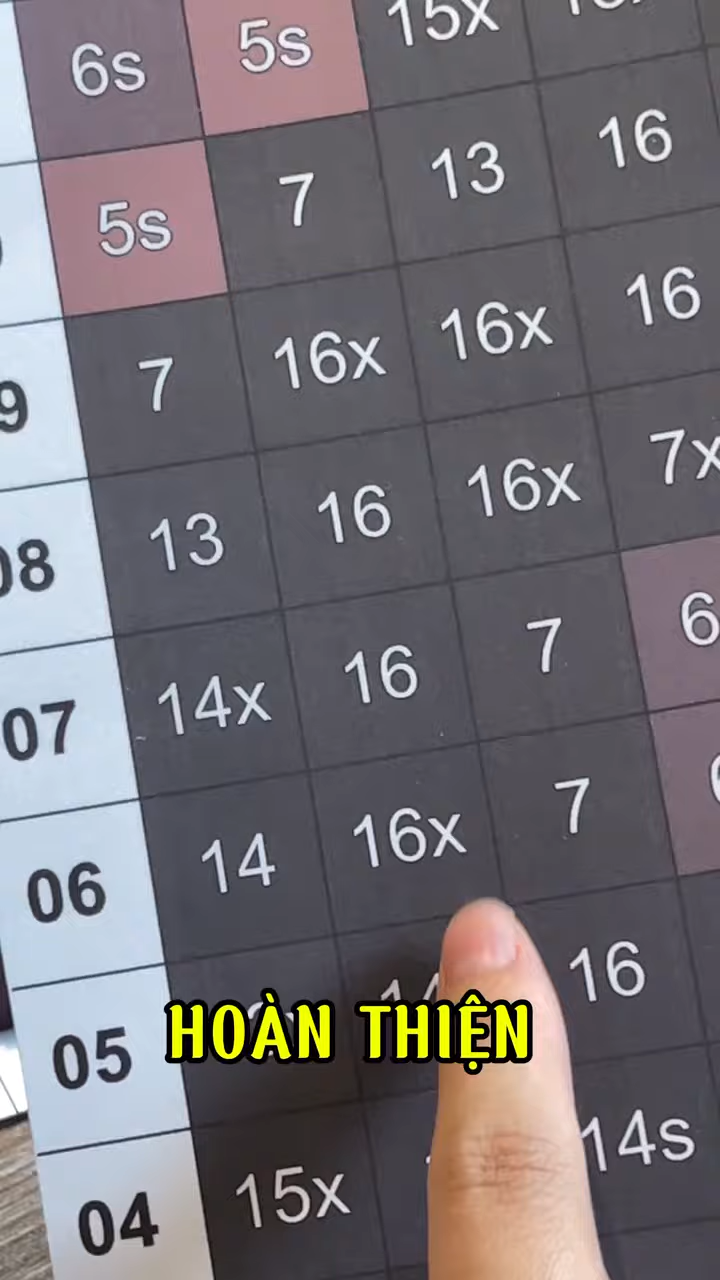 6s 5s 15x
5s 7 13 16
9 7 16x 16x 16
08 13 16 16x 7x
07 14x 16 7 6
06 14 16x 7
05 16
HOÀN THIỆN
04 15x 14s